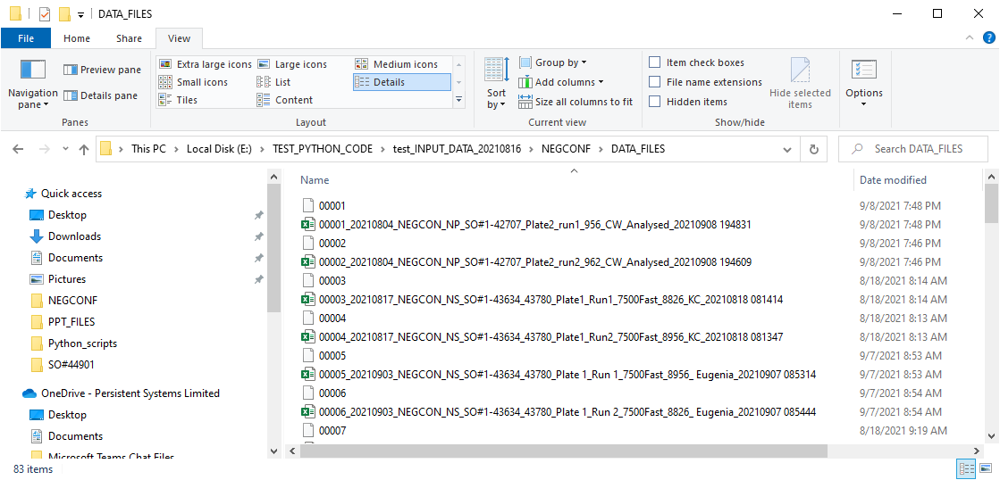 DATA_FILES
File Home Share View
Navigation pane
Preview pane
Details pane
Panes
Extra large icons Large icons Medium icons
Small icons List Details
Tiles Content
Layout
Sort by
Group by
Add columns
Size all columns to fit
Current view
Item check boxes
File name extensions
Hidden items
Hide selected items
Show/hide
Options
This PC > Local Disk (E:) > TEST_PYTHON_CODE > test_INPUT_DATA_20210816 > NEGCONF > DATA_FILES
Search DATA_FILES
Quick access
Desktop
Downloads
Documents
Pictures
NEGCONF
PPT_FILES
Python_scripts
SO#44901
OneDrive - Persistent Systems Limited
Desktop
Documents
Microsoft Teams Chat Files
Name Date modified
00001 9/8/2021 7:48 PM
00001_20210804_NEGCON_NP_SO#1-42707_Plate2_run1_956_CW_Analysed_20210908 194831 9/8/2021 7:48 PM
00002 9/8/2021 7:46 PM
00002_20210804_NEGCON_NP_SO#1-42707_Plate2_run2_962_CW_Analysed_20210908 194609 9/8/2021 7:46 PM
00003 8/18/2021 8:14 AM
00003_20210817_NEGCON_NS_SO#1-43634_43780_Plate1_Run1_7500Fast_8826_KC_20210818 081414 8/18/2021 8:14 AM
00004 8/18/2021 8:13 AM
00004_20210817_NEGCON_NS_SO#1-43634_43780_Plate1_Run2_7500Fast_8956_KC_20210818 081347 8/18/2021 8:13 AM
00005 9/7/2021 8:53 AM
00005_20210903_NEGCON_NS_SO#1-43634_43780_Plate 1_Run 1_7500Fast_8956_ Eugenia_20210907 085314 9/7/2021 8:53 AM
00006 9/7/2021 8:54 AM
00006_20210903_NEGCON_NS_SO#1-43634_43780_Plate 1_Run 2_7500Fast_8826_ Eugenia_20210907 085444 9/7/2021 8:54 AM
00007 8/18/2021 9:19 AM
83 items